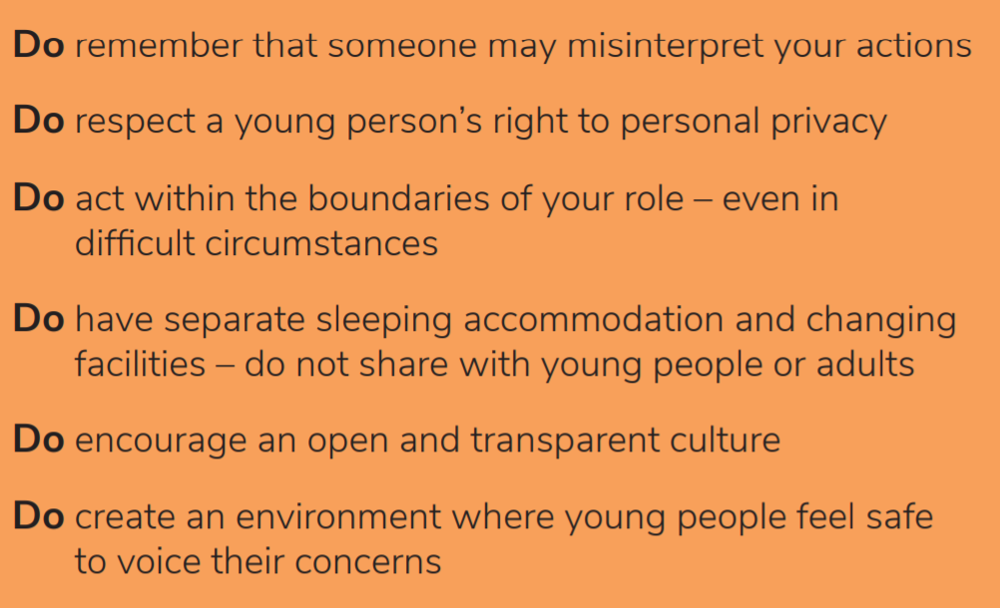 Do remember that someone may misinterpret your actions
Do respect a young person’s right to personal privacy
Do act within the boundaries of your role – even in
difficult circumstances
Do have separate sleeping accommodation and changing
facilities – do not share with young people or adults
Do encourage an open and transparent culture
Do create an environment where young people feel safe
to voice their concerns